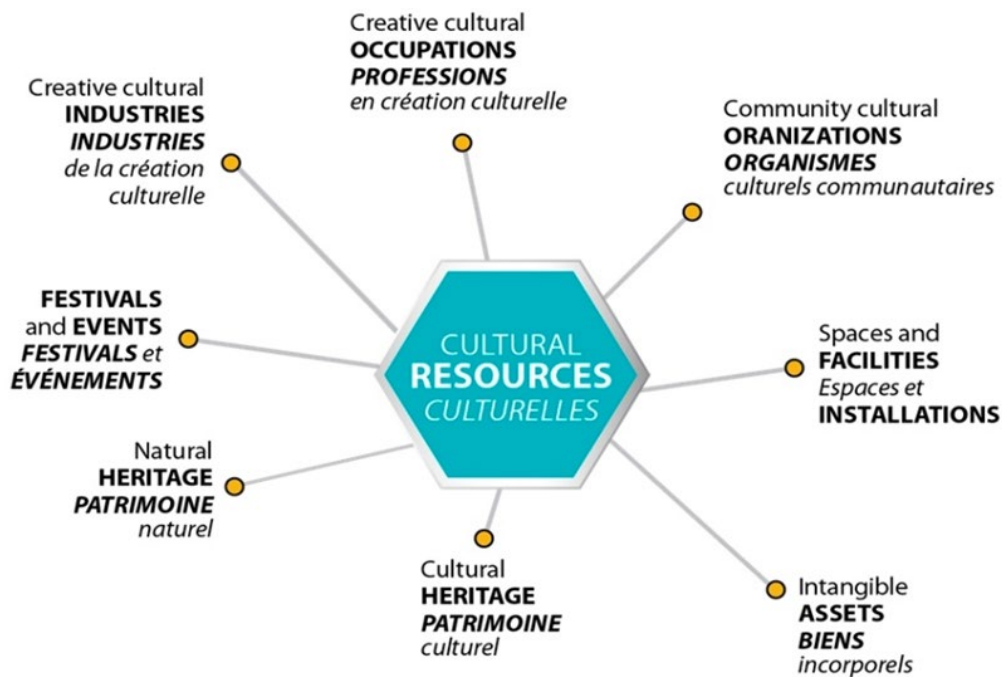 Creative cultural
OCCUPATIONS
PROFESSIONS
en création culturelle
Creative cultural
INDUSTRIES
INDUSTRIES
de la création
culturelle
Community cultural
ORANIZATIONS
ORGANISMES
culturels communautaires
FESTIVALS
and EVENTS
FESTIVALS et
ÉVÉNEMENTS
CULTURAL
RESOURCES
CULTURELLES
Spaces and
FACILITIES
Espaces et
INSTALLATIONS
Natural
HERITAGE
PATRIMOINE
naturel
Cultural
HERITAGE
PATRIMOINE
culturel
Intangible
ASSETS
BIENS
incorporels